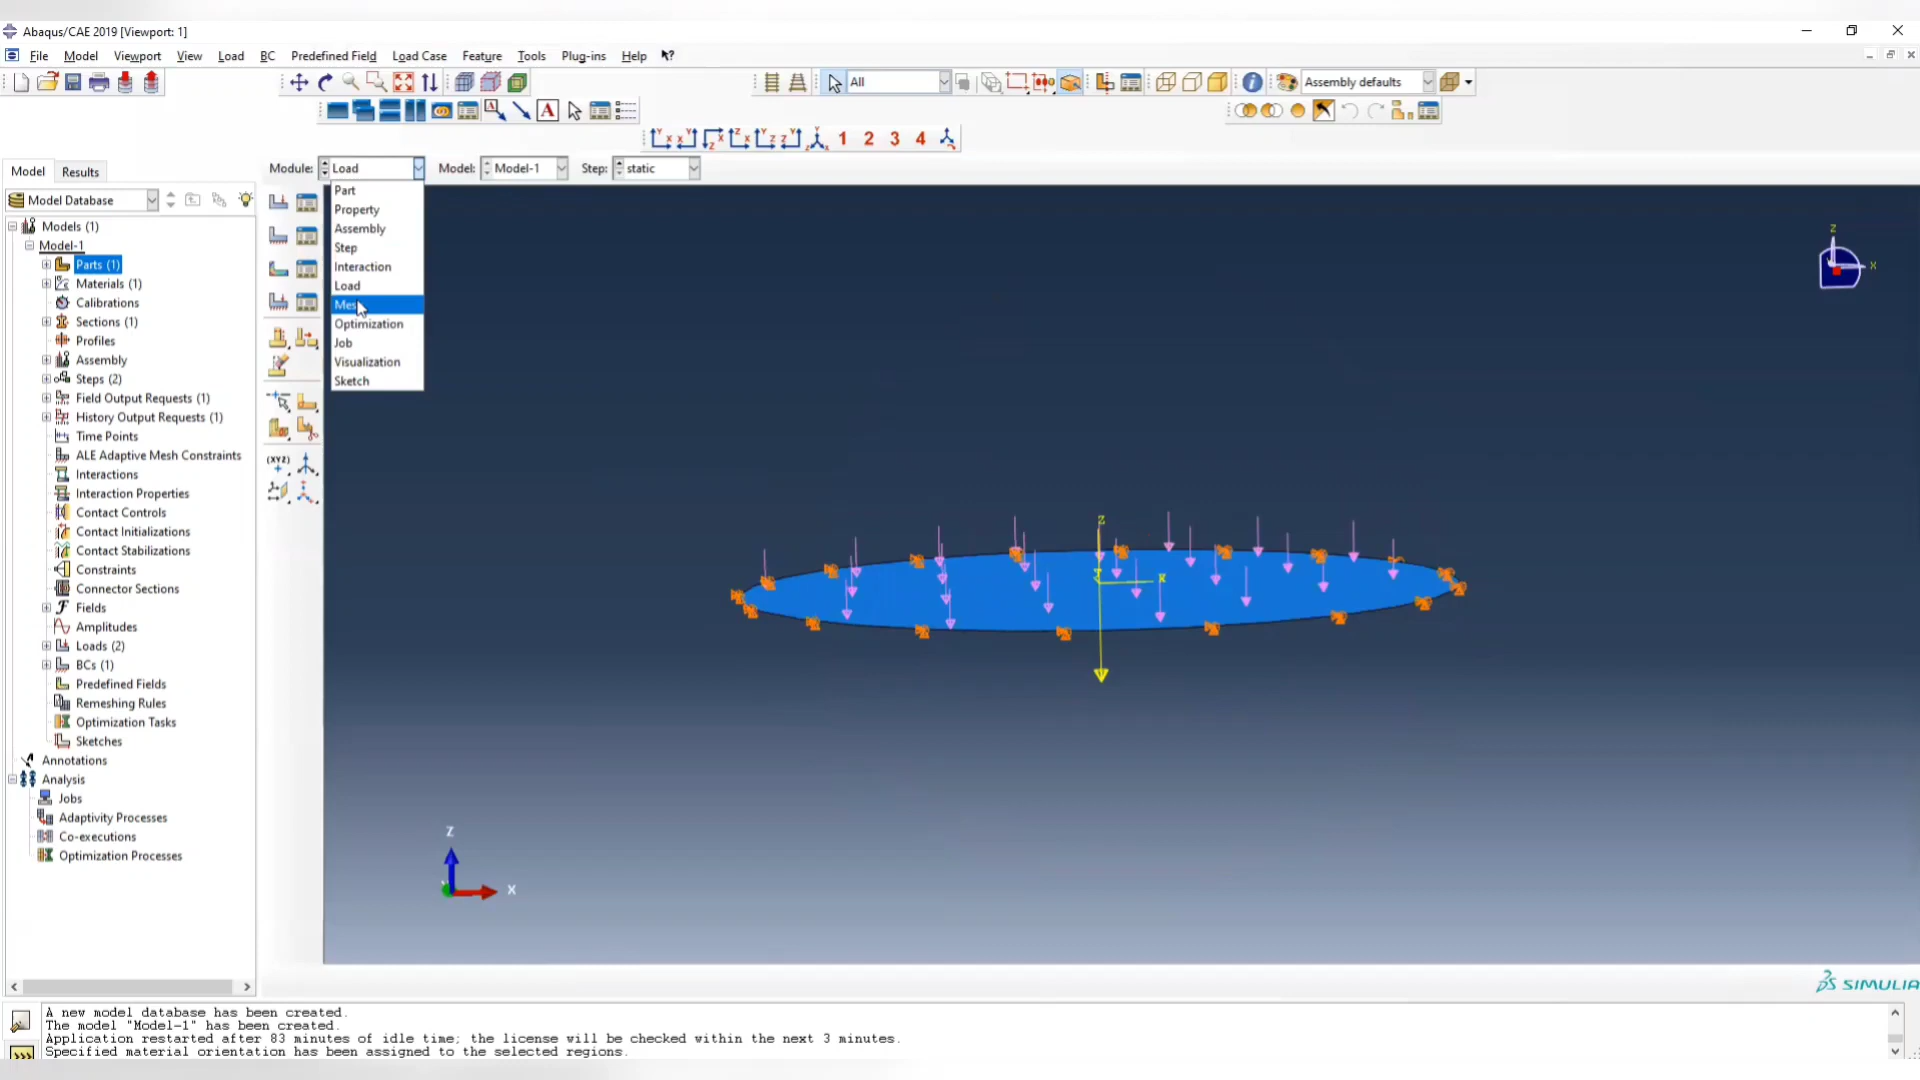 Abaqus/CAE 2019 [Viewport: 1]
File Model Viewport View Load BC Predefined Field Load Case Feature Tools Plug-ins Help
All
Assembly defaults
A A
1 2 3 4
Model Results
Module: Load Model: Model-1 Step: static
Model Database
Part
Property
Assembly
Step
Interaction
Load
Mes
Optimization
Job
Visualization
Sketch
Models (1)
Model-1
Parts (1)
Materials (1)
Calibrations
Sections (1)
Profiles
Assembly
Steps (2)
Field Output Requests (1)
History Output Requests (1)
Time Points
ALE Adaptive Mesh Constraints
Interactions
Interaction Properties
Contact Controls
Contact Initializations
Contact Stabilizations
Constraints
Connector Sections
Fields
Amplitudes
Loads (2)
BCs (1)
Predefined Fields
Remeshing Rules
Optimization Tasks
Sketches
Annotations
Analysis
Jobs
Adaptivity Processes
Co-executions
Optimization Processes
(XYZ)
Z
X
Z
X
Z
X
SIMULIA
A new model database has been created.
The model "Model-1" has been created.
Application restarted after 83 minutes of idle time; the license will be checked within the next 3 minutes.
Specified material orientation has been assigned to the selected regions.
>>>